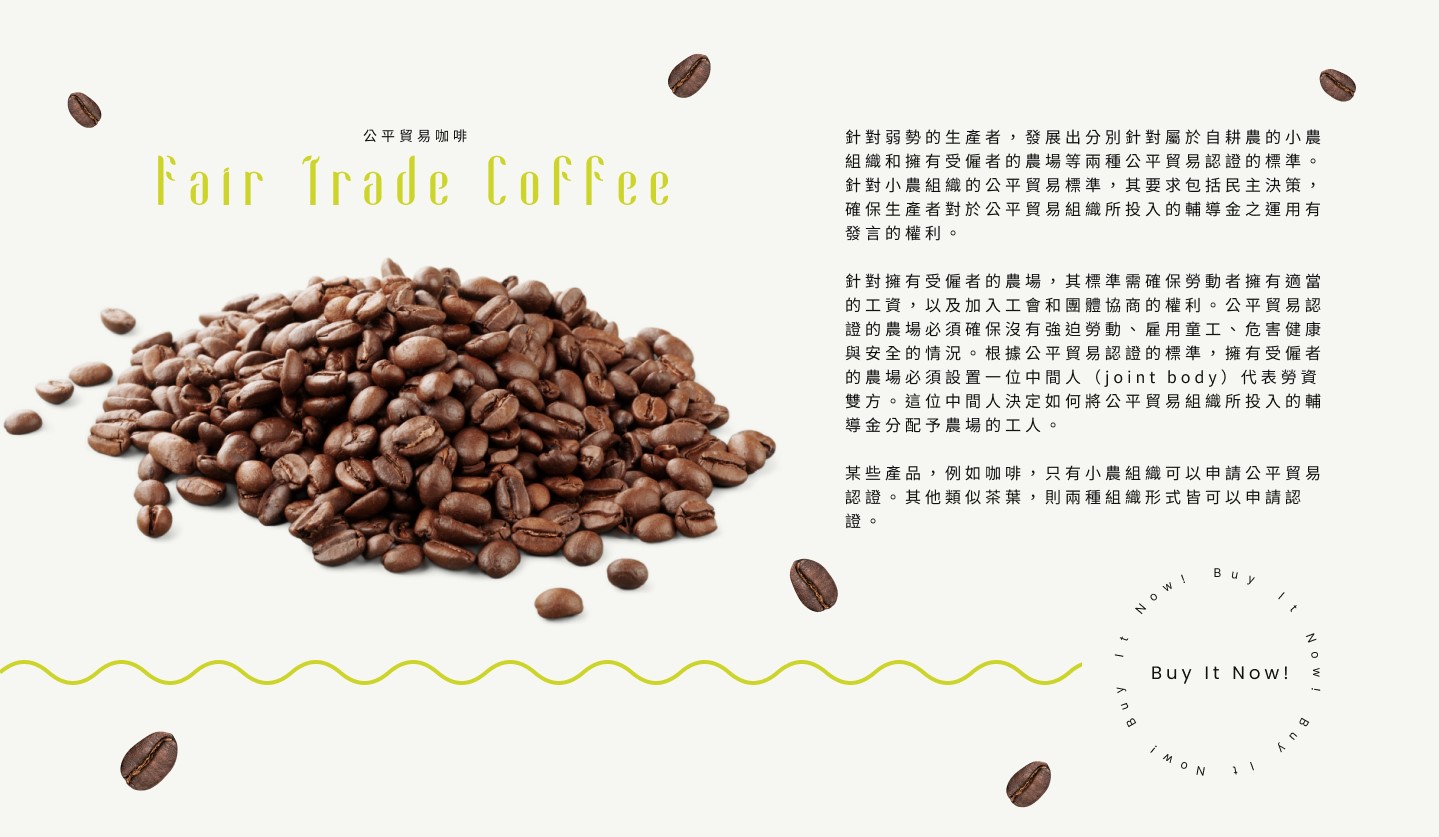 公平貿易咖啡
Fair Trade Coffee
針對弱勢的生產者，發展出分別針對屬於自耕農的小農
組織和擁有受僱者的農場等兩種公平貿易認證的標準。
針對小農組織的公平貿易標準，其要求包括民主決策，
確保生產者對於公平貿易組織所投入的輔導金之運用有
發言的權利。
針對擁有受僱者的農場，其標準需確保勞動者擁有適當
的工資，以及加入工會和團體協商的權利。公平貿易認
證的農場必須確保沒有強迫勞動、雇用童工、危害健康
與安全的情況。根據公平貿易認證的標準，擁有受僱者
的農場必須設置一位中間人（joint body）代表勞資
雙方。這位中間人決定如何將公平貿易組織所投入的輔
導金分配予農場的工人。
某些產品，例如咖啡，只有小農組織可以申請公平貿易
認證。其他類似茶葉，則兩種組織形式皆可以申請認
證。
Buy It Now! Buy It Now! Buy It Now!
Buy It Now!